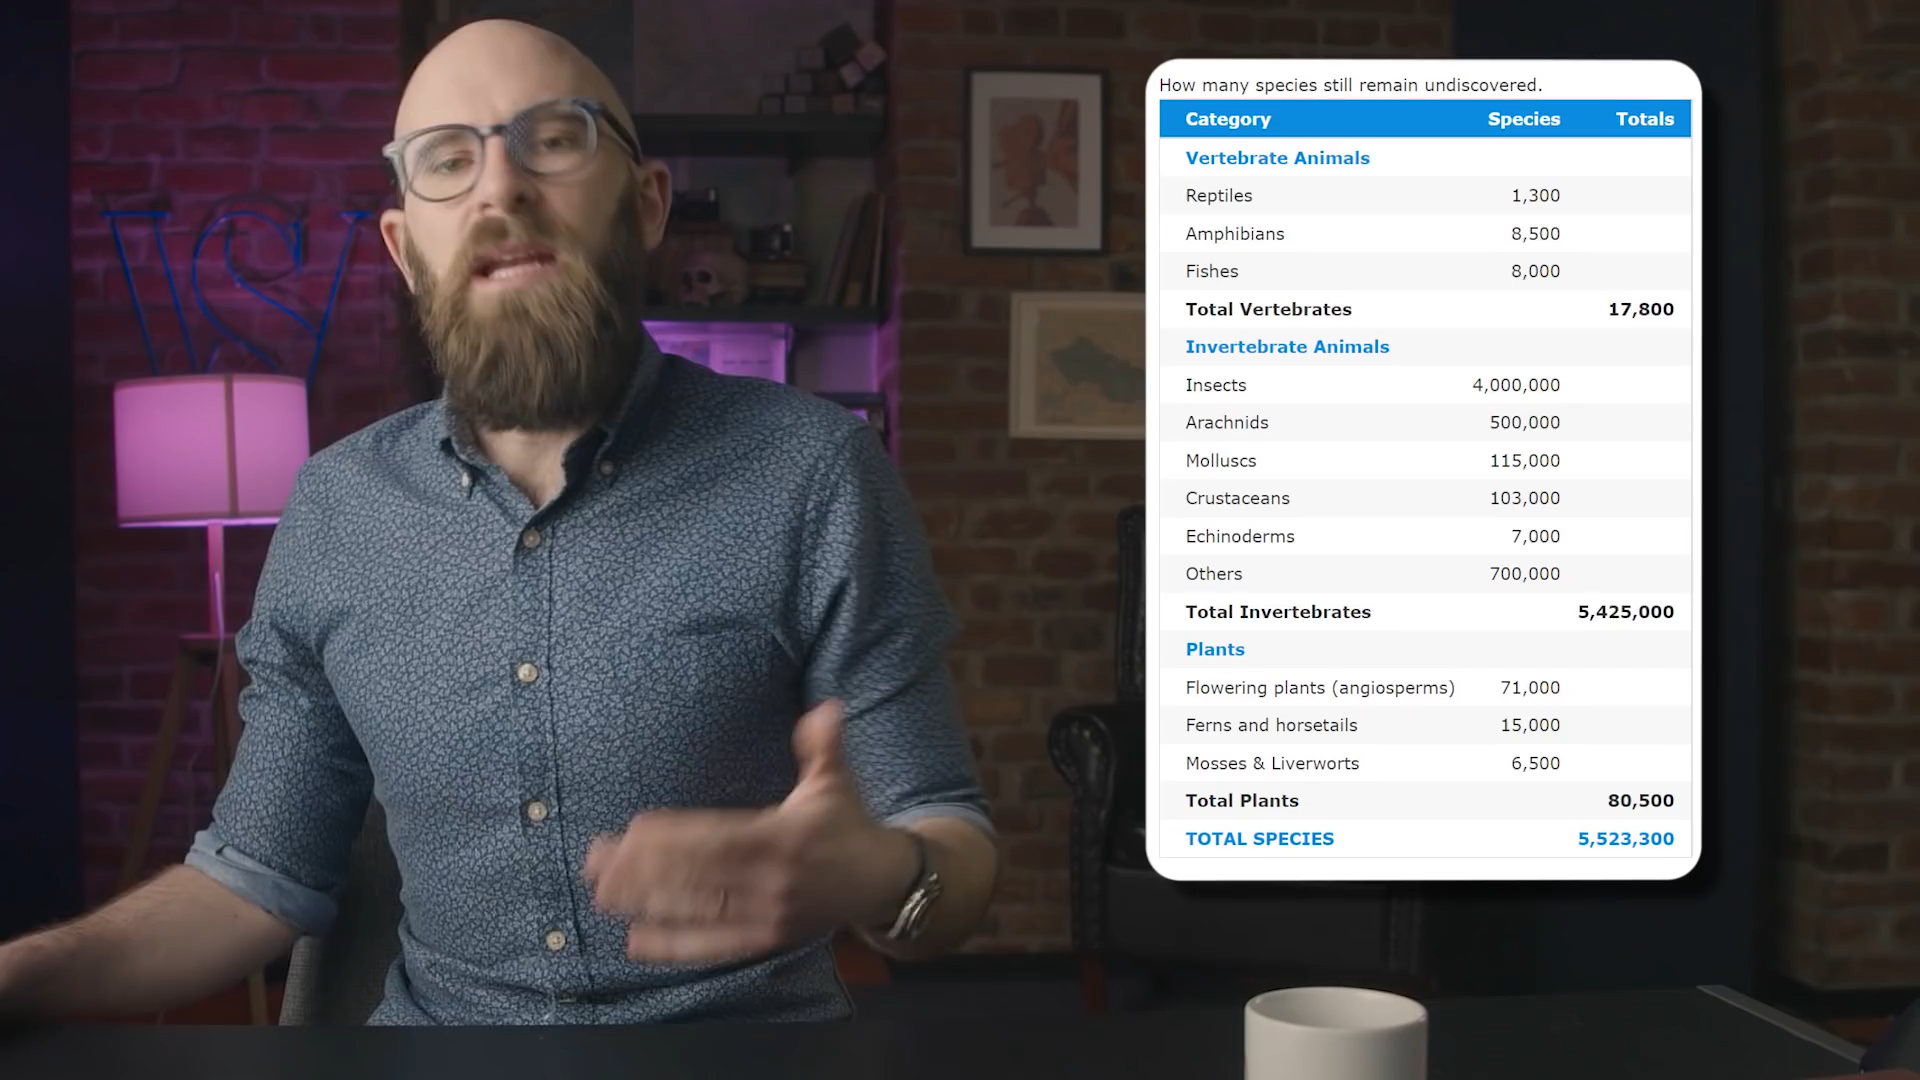 How many species still remain undiscovered.
Category Species Totals
Vertebrate Animals
Reptiles 1,300
Amphibians 8,500
Fishes 8,000
Total Vertebrates 17,800
Invertebrate Animals
Insects 4,000,000
Arachnids 500,000
Molluscs 115,000
Crustaceans 103,000
Echinoderms 7,000
Others 700,000
Total Invertebrates 5,425,000
Plants
Flowering plants (angiosperms) 71,000
Ferns and horsetails 15,000
Mosses & Liverworts 6,500
Total Plants 80,500
TOTAL SPECIES 5,523,300